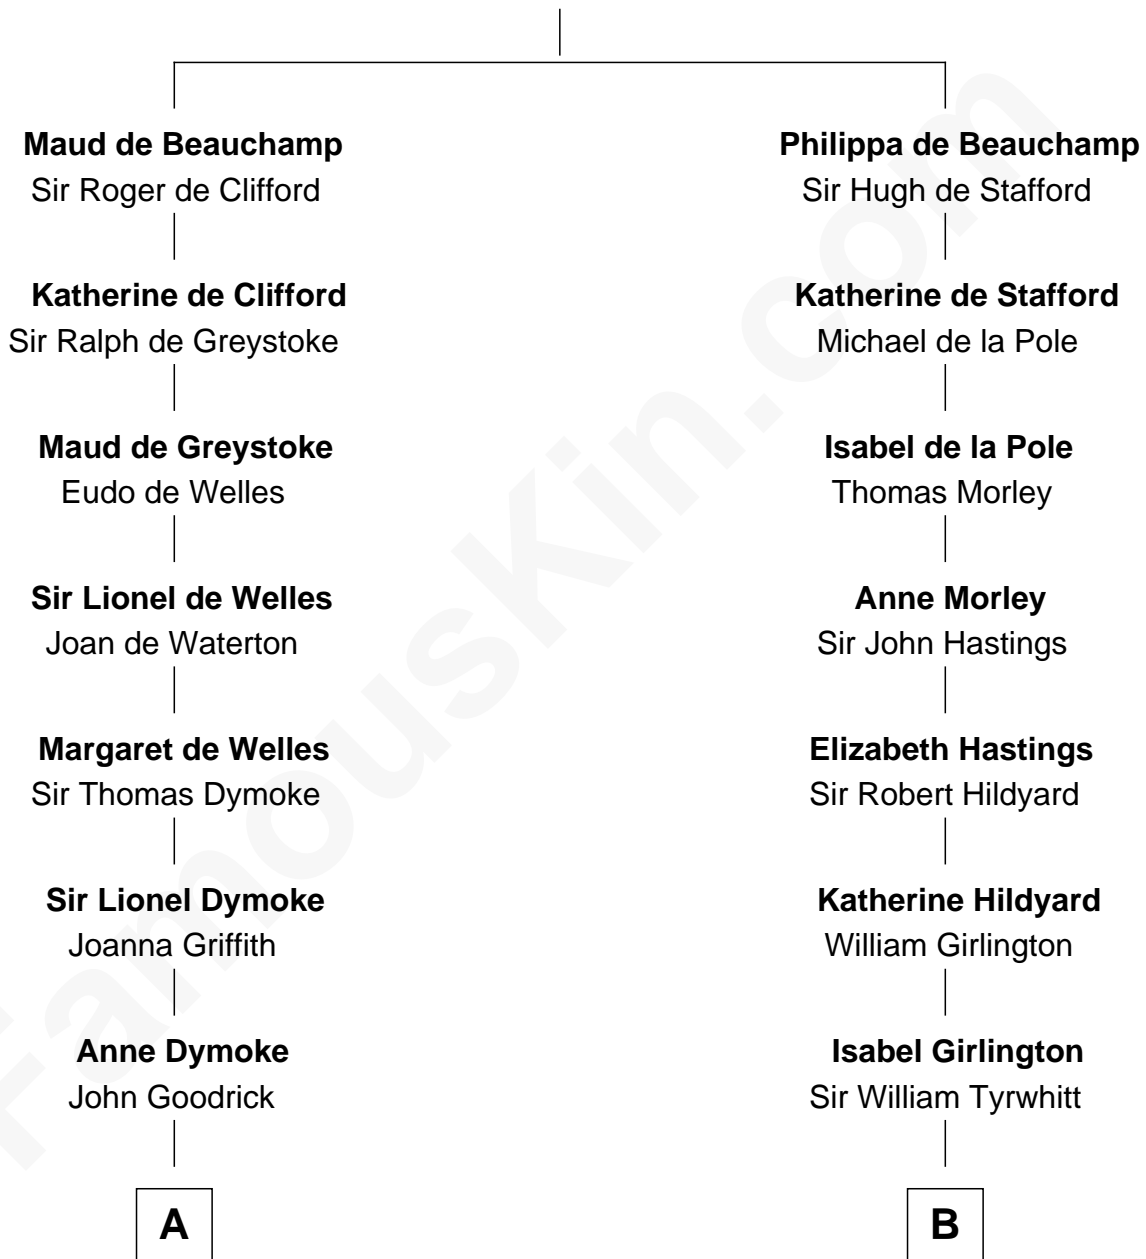 Maud de Beauchamp
Sir Roger de Clifford
Katherine de Clifford
Sir Ralph de Greystoke
Maud de Greystoke
Eudo de Welles
Sir Lionel de Welles
Joan de Waterton
Margaret de Welles
Sir Thomas Dymoke
Sir Lionel Dymoke
Joanna Griffith
Anne Dymoke
John Goodrick
A
Philippa de Beauchamp
Sir Hugh de Stafford
Katherine de Stafford
Michael de la Pole
Isabel de la Pole
Thomas Morley
Anne Morley
Sir John Hastings
Elizabeth Hastings
Sir Robert Hildyard
Katherine Hildyard
William Girlington
Isabel Girlington
Sir William Tyrwhitt
B
FamousKin.com